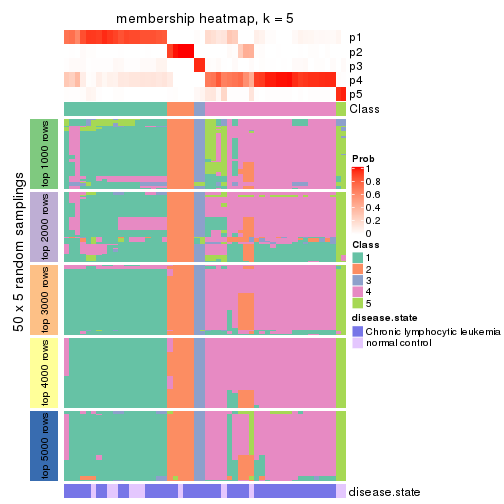 membership heatmap, k = 5
p1
p2
p3
p4
p5
Class
50 x 5 random samplings
top 1000 rows
top 2000 rows
top 3000 rows
top 4000 rows
top 5000 rows
disease.state
Prob
1
0.8
0.6
0.4
0.2
0
Class
1
2
3
4
5
disease.state
Chronic lymphocytic leukemia
normal control